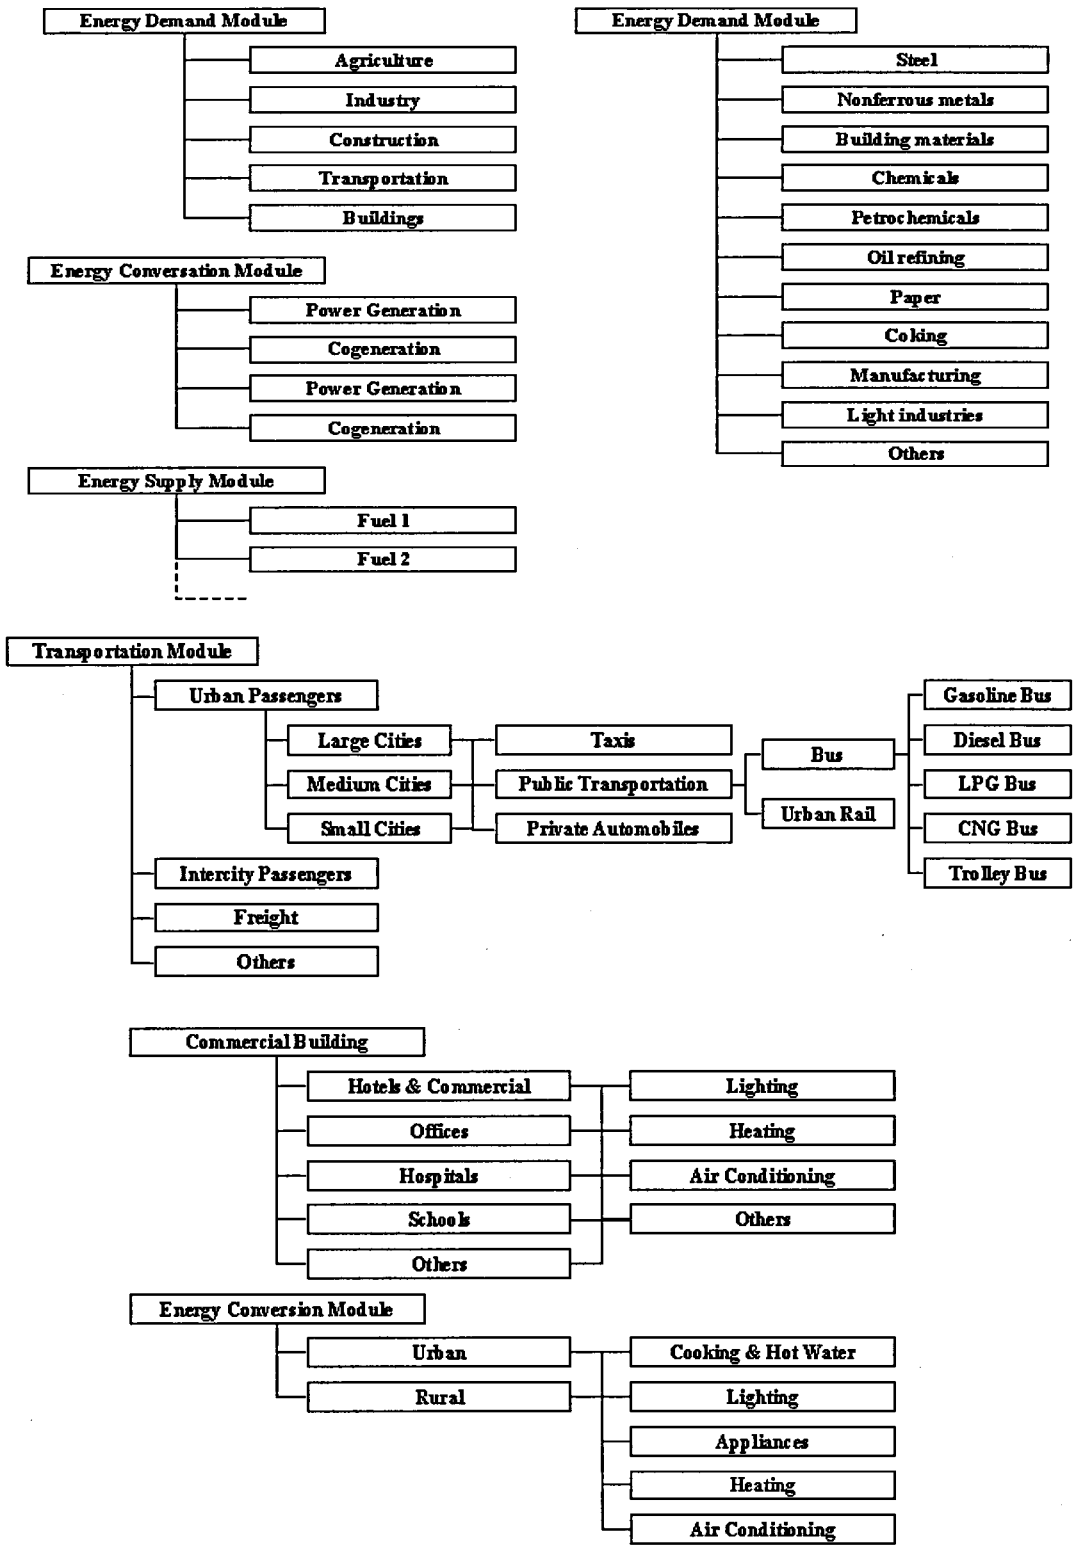 Energy Demand Module
Agriculture
Industry
Construction
Transportation
Buildings
Energy Conversation Module
Power Generation
Cogeneration
Power Generation
Cogeneration
Energy Supply Module
Fuel 1
Fuel 2
Energy Demand Module
Steel
Nonferrous metals
Building materials
Chemicals
Petrochemicals
Oil refining
Paper
Coking
Manufacturing
Light industries
Others
Transportation Module
Urban Passengers
Large Cities
Medium Cities
Small Cities
Taxis
Public Transportation
Private Automobiles
Bus
Urban Rail
Gasoline Bus
Diesel Bus
LPG Bus
CNG Bus
Trolley Bus
Intercity Passengers
Freight
Others
Commercial Building
Hotels & Commercial
Offices
Hospitals
Schools
Others
Lighting
Heating
Air Conditioning
Others
Energy Conversion Module
Urban
Rural
Cooking & Hot Water
Lighting
Appliances
Heating
Air Conditioning